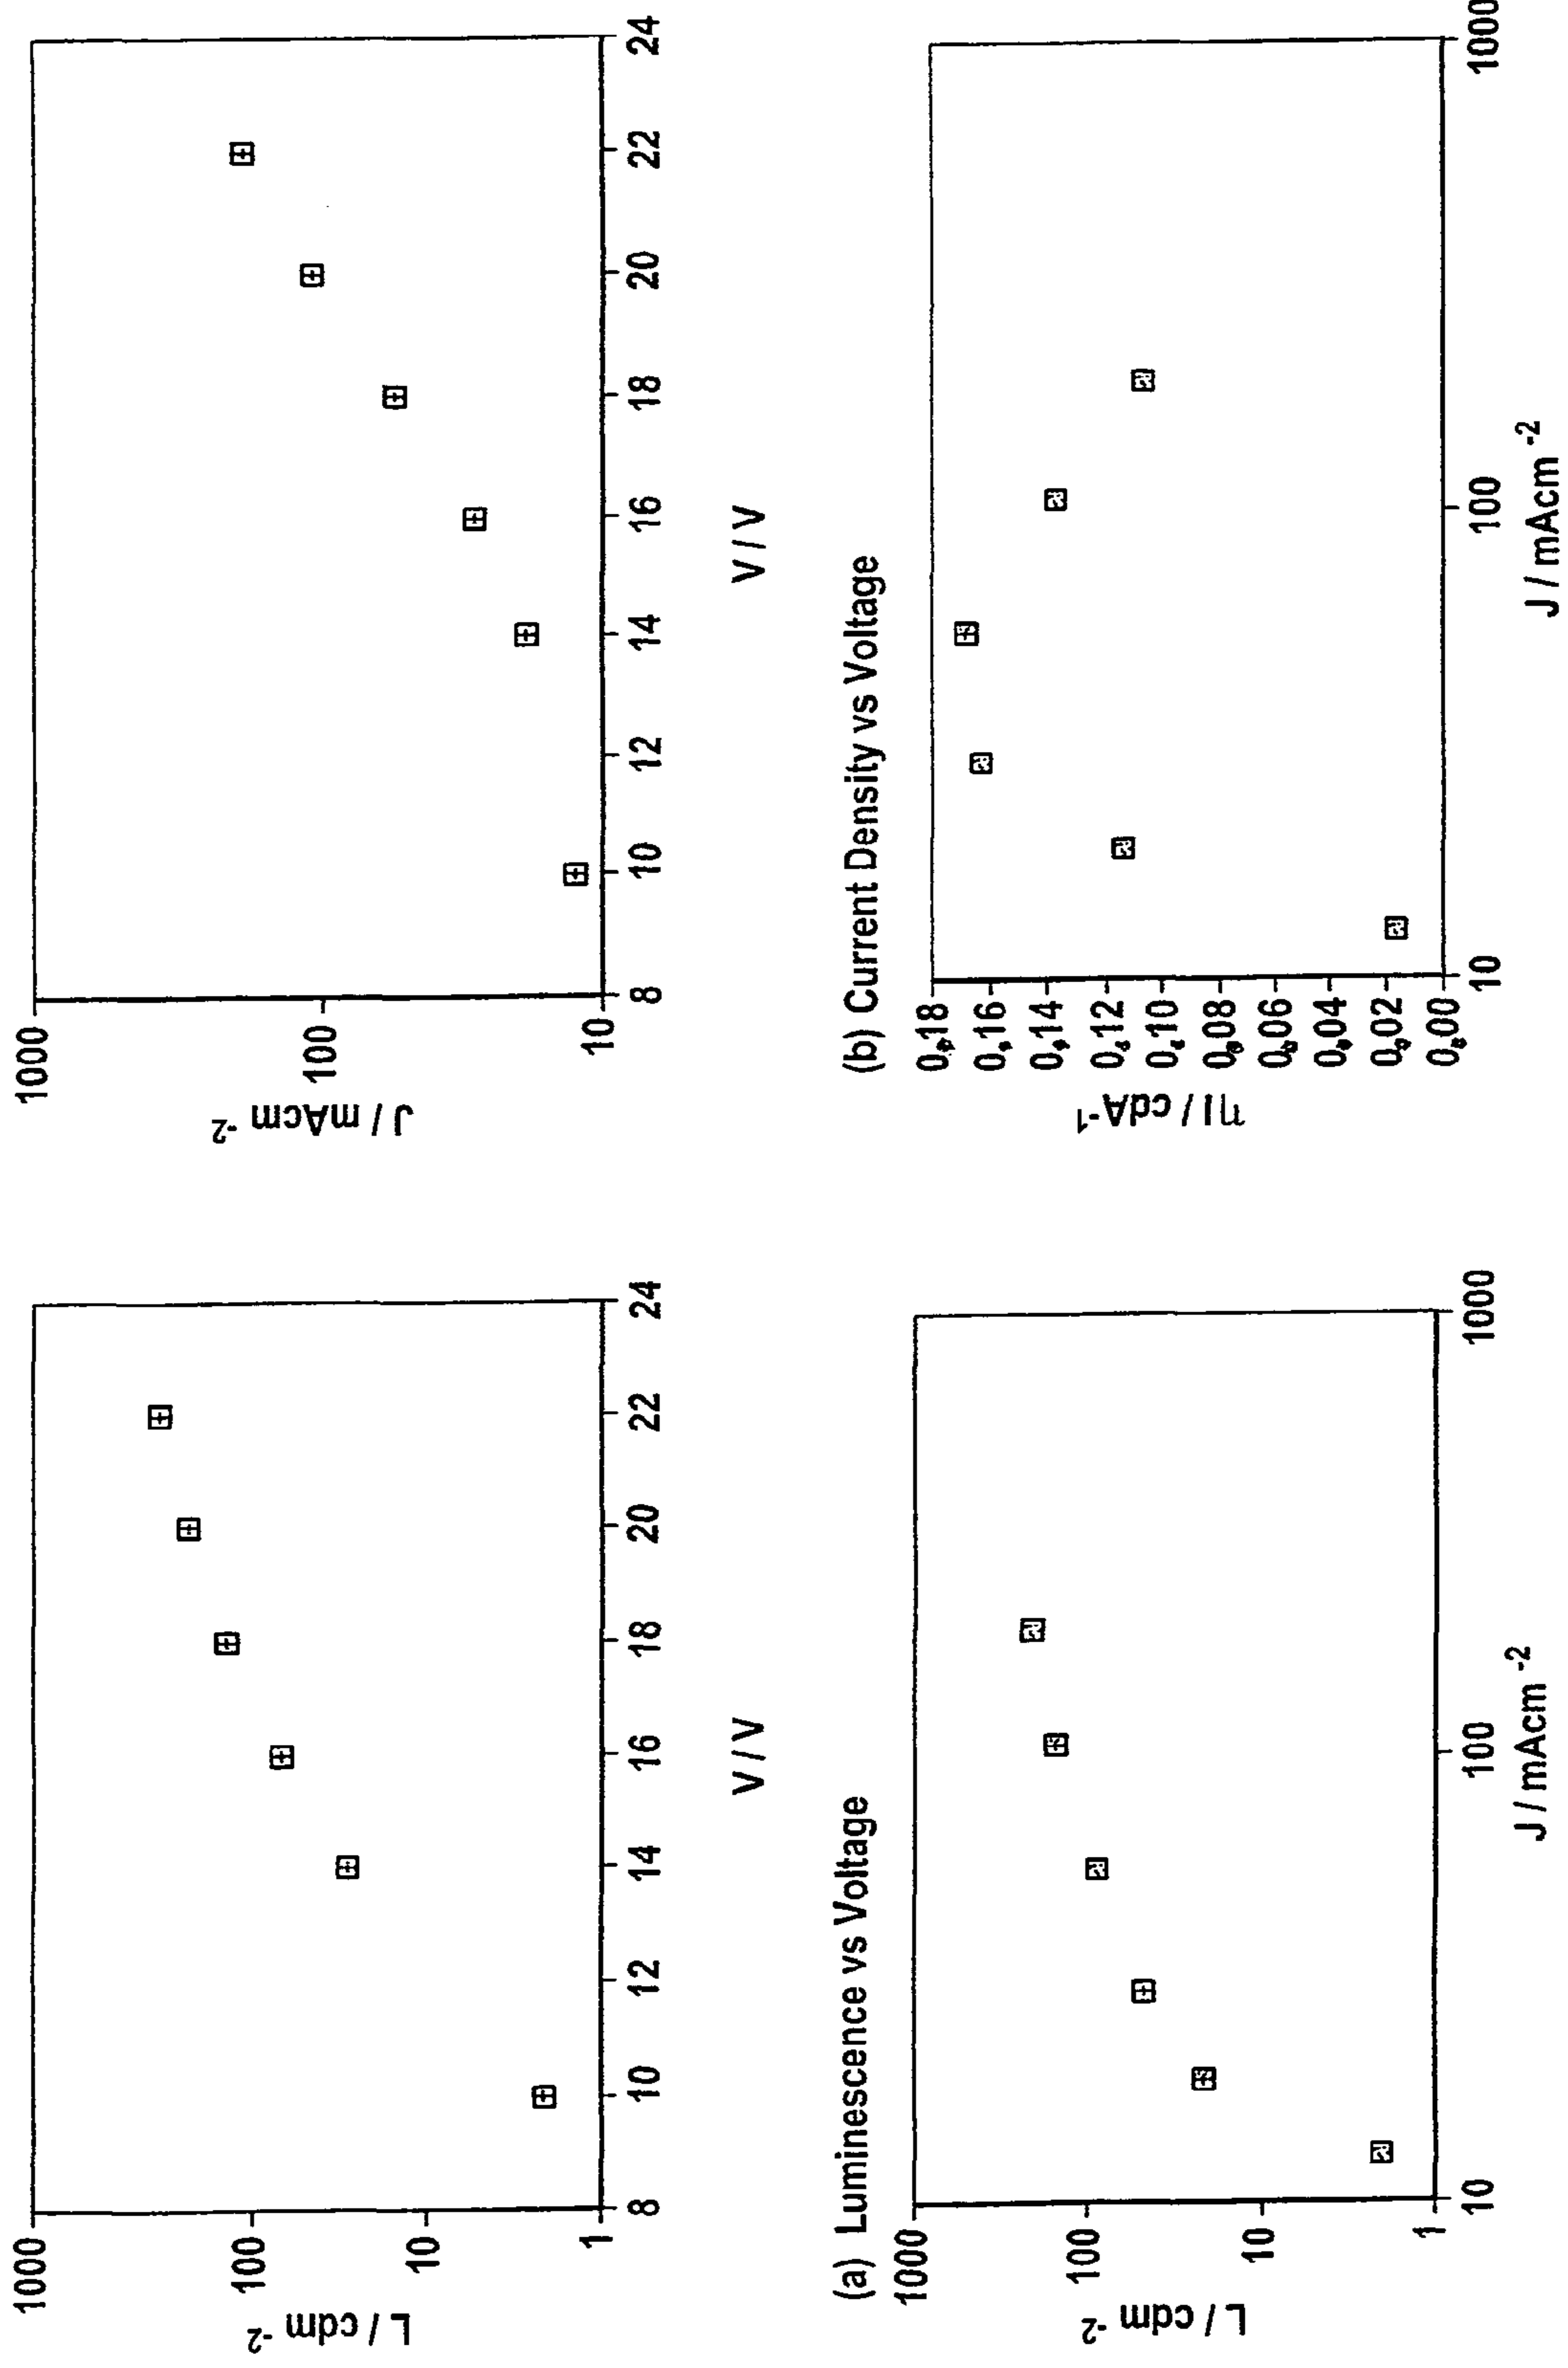 1000
100
10
1
L / cdm -2
8 10 12 14 16 18 20 22 24
V / V
(a) Luminescence vs Voltage
1000
100
10
J / mAcm -2
8 10 12 14 16 18 20 22 24
V / V
(b) Current Density vs Voltage
1000
100
10
1
L / cdm -2
10 100 1000
J / mAcm -2
0.18
0.16
0.14
0.12
0.10
0.08
0.06
0.04
0.02
0.00
ηl / cdA-1
10 100 1000
J / mAcm -2